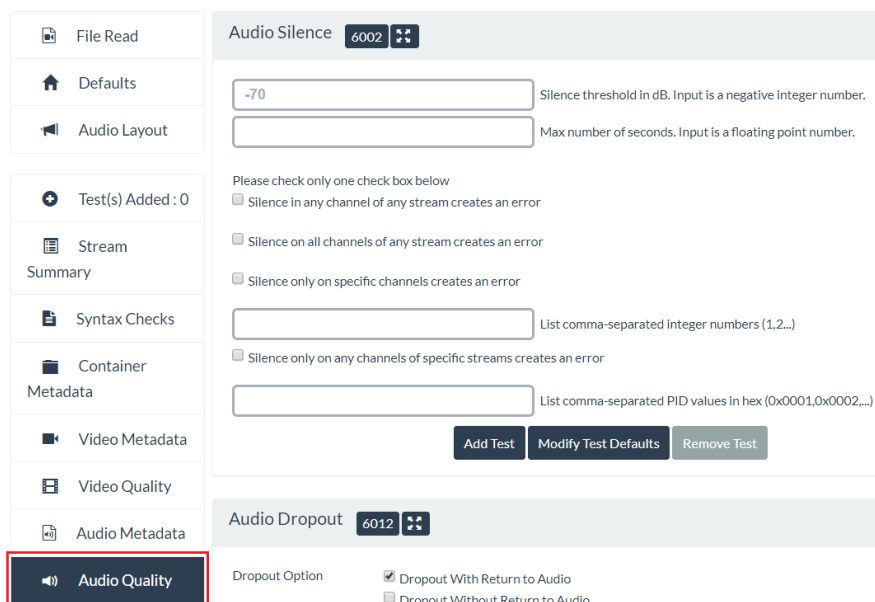 File Read
Defaults
Audio Layout
Test(s) Added : 0
Stream
Summary
Syntax Checks
Container
Metadata
Video Metadata
Video Quality
Audio Metadata
Audio Quality
Audio Silence 6002
-70 Silence threshold in dB. Input is a negative integer number.
Max number of seconds. Input is a floating point number.
Please check only one check box below
Silence in any channel of any stream creates an error
Silence on all channels of any stream creates an error
Silence only on specific channels creates an error
List comma-separated integer numbers (1,2...)
Silence only on any channels of specific streams creates an error
List comma-separated PID values in hex (0x0001,0x0002,...)
Add Test Modify Test Defaults Remove Test
Audio Dropout 6012
Dropout Option Dropout With Return to Audio
Dropout Without Return to Audio